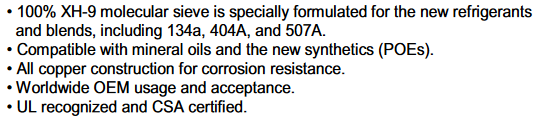 • 100% XH-9 molecular sieve is specially formulated for the new refrigerants
and blends, including 134a, 404A, and 507A.
• Compatible with mineral oils and the new synthetics (POEs).
• All copper construction for corrosion resistance.
• Worldwide OEM usage and acceptance.
• UL recognized and CSA certified.